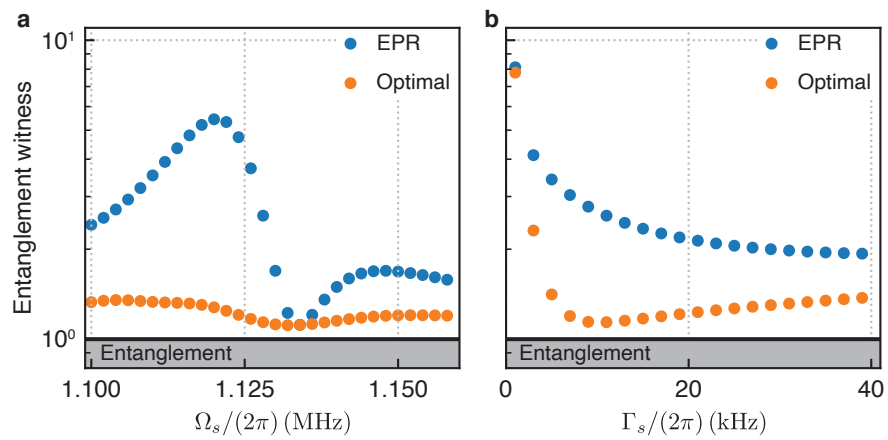 a
EPR
Optimal
Entanglement witness
10¹
10⁰
Entanglement
1.100
1.125
1.150
Ωₛ/(2π) (MHz)
b
EPR
Optimal
Entanglement
0
20
40
Γₛ/(2π) (kHz)